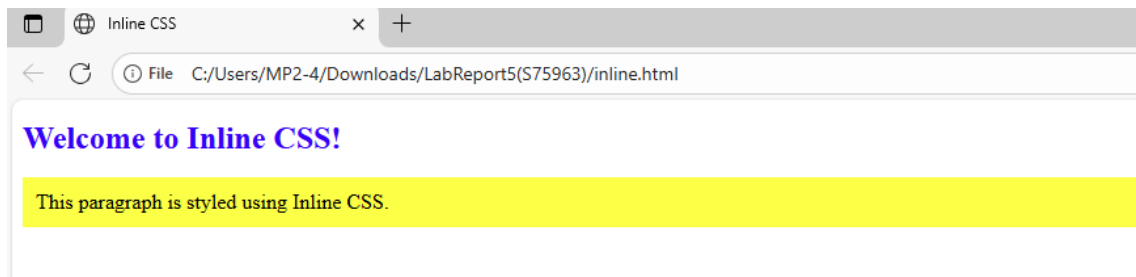 Inline CSS
File C:/Users/MP2-4/Downloads/LabReport5(S75963)/inline.html
Welcome to Inline CSS!
This paragraph is styled using Inline CSS.